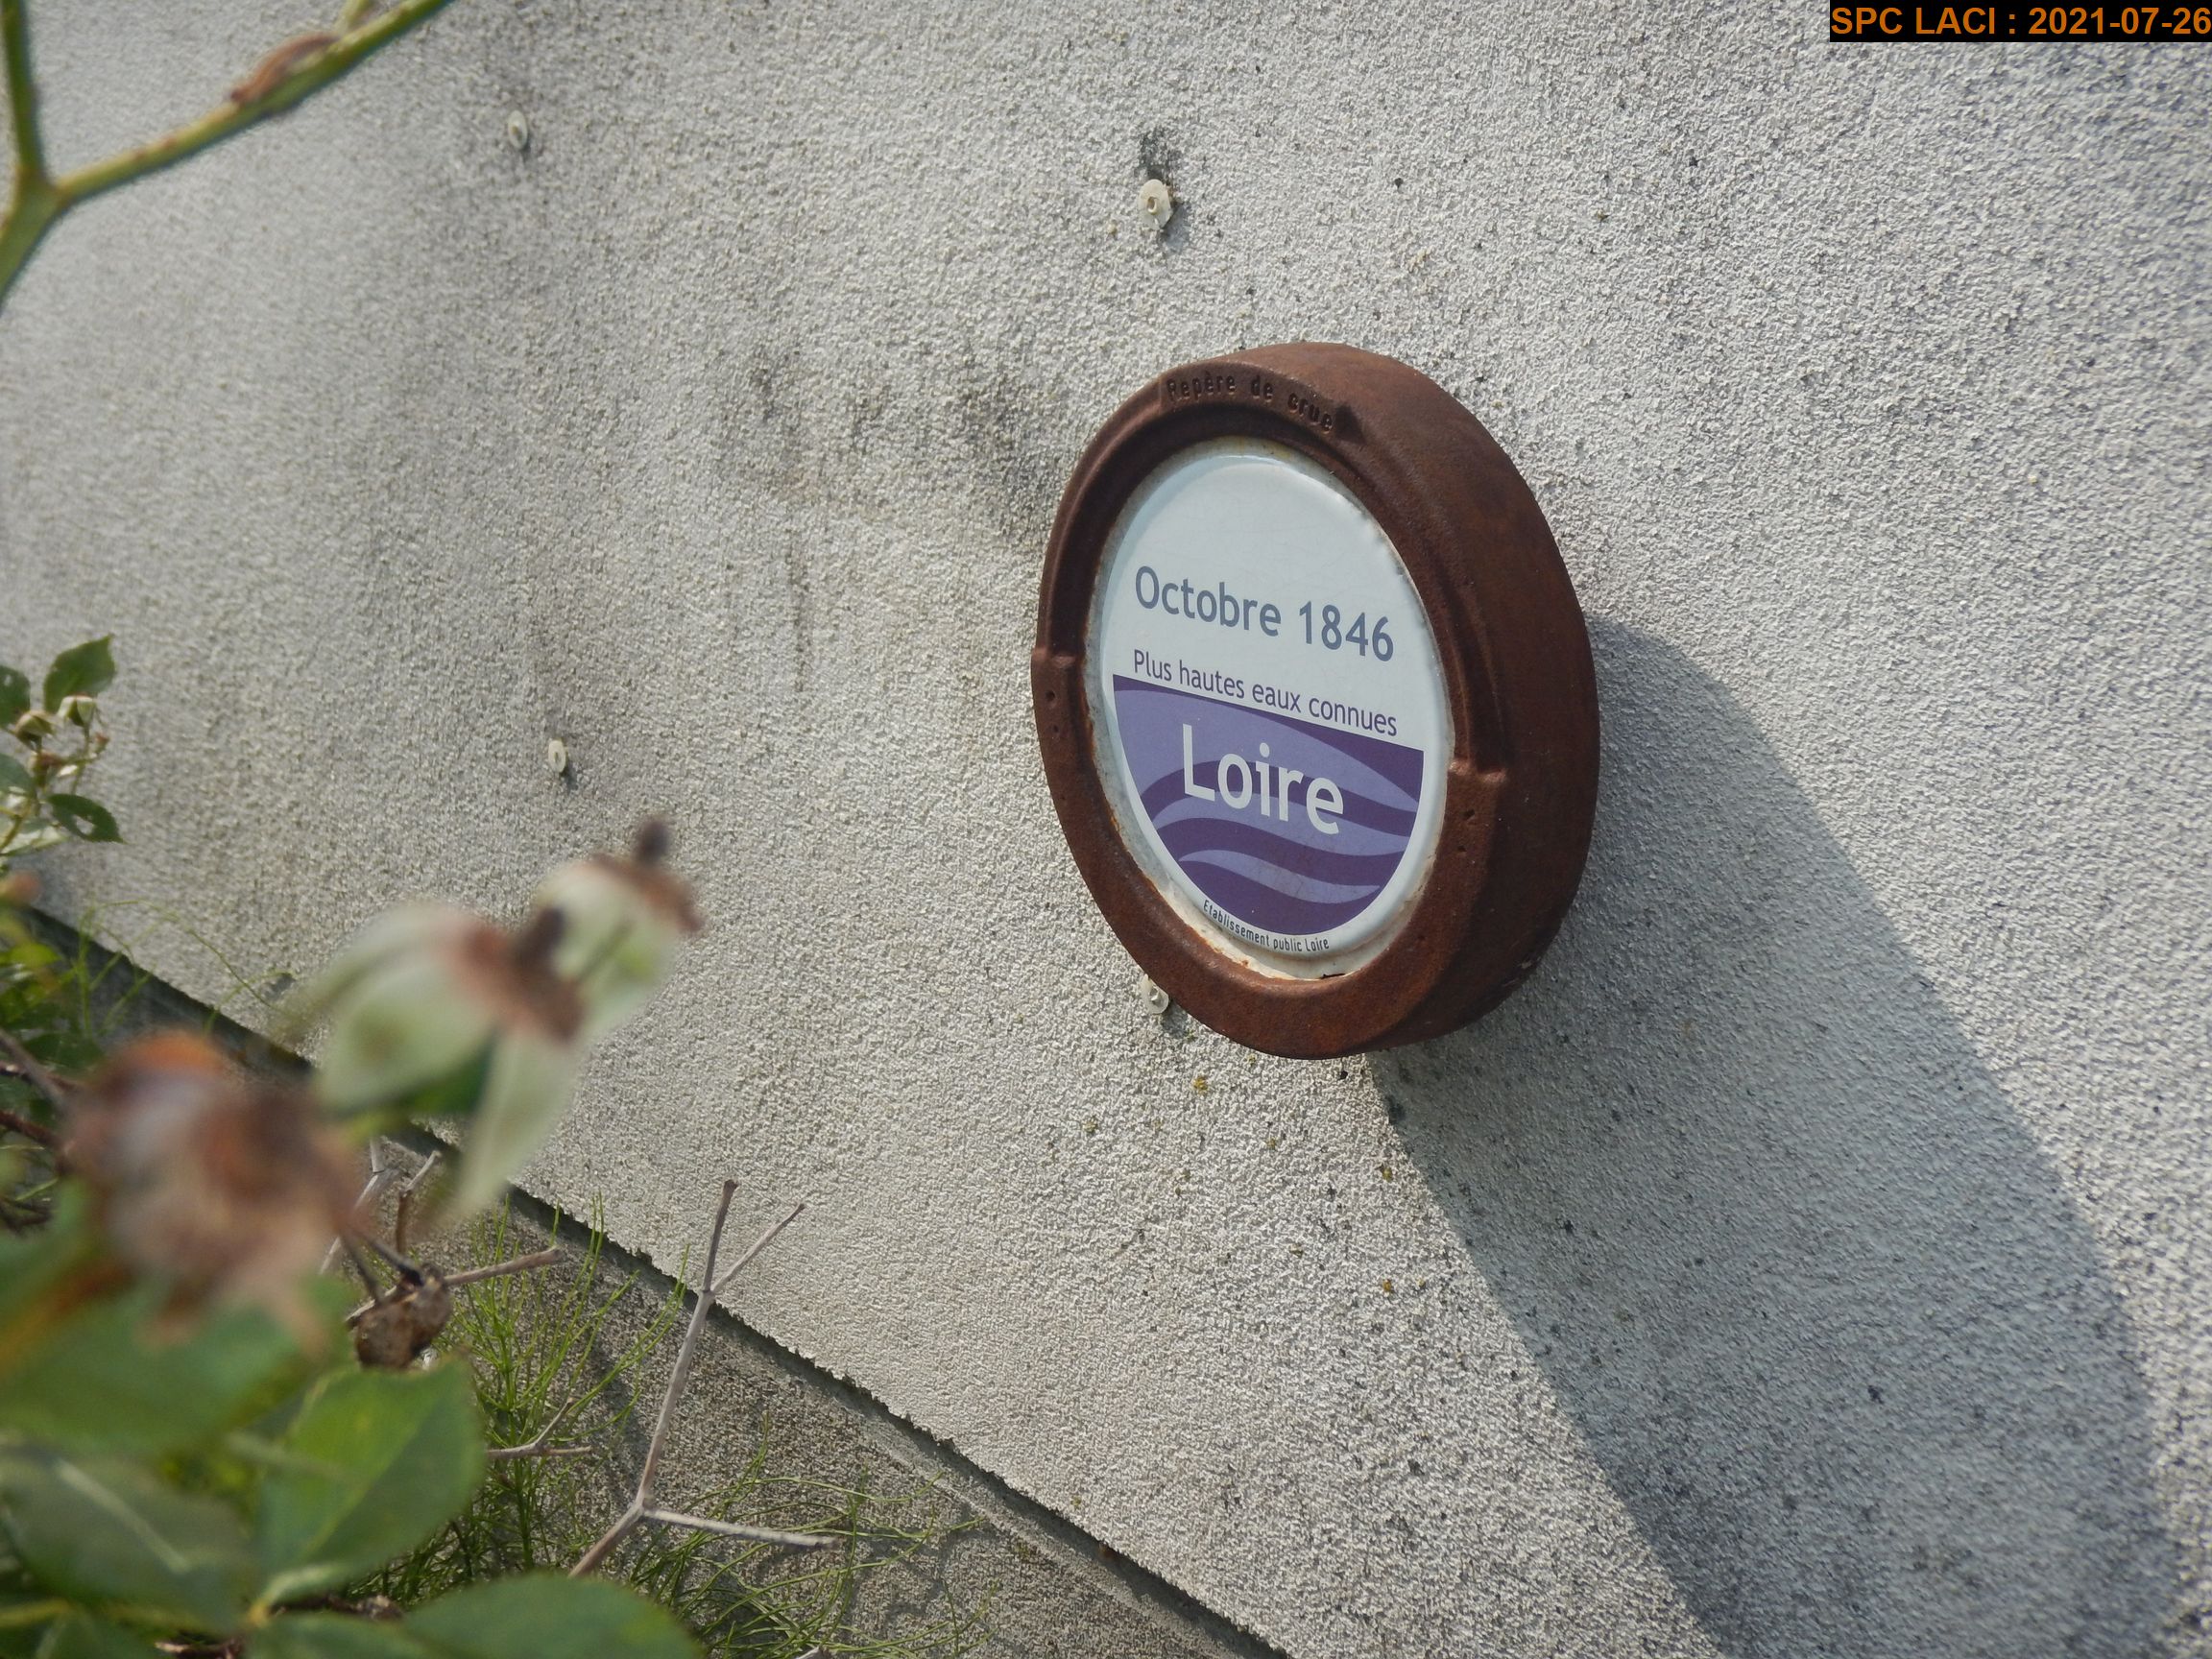 SPC LACI : 2021-07-26
Repère de crue
Octobre 1846
Plus hautes eaux connues
Loire
Etablissement public Loire